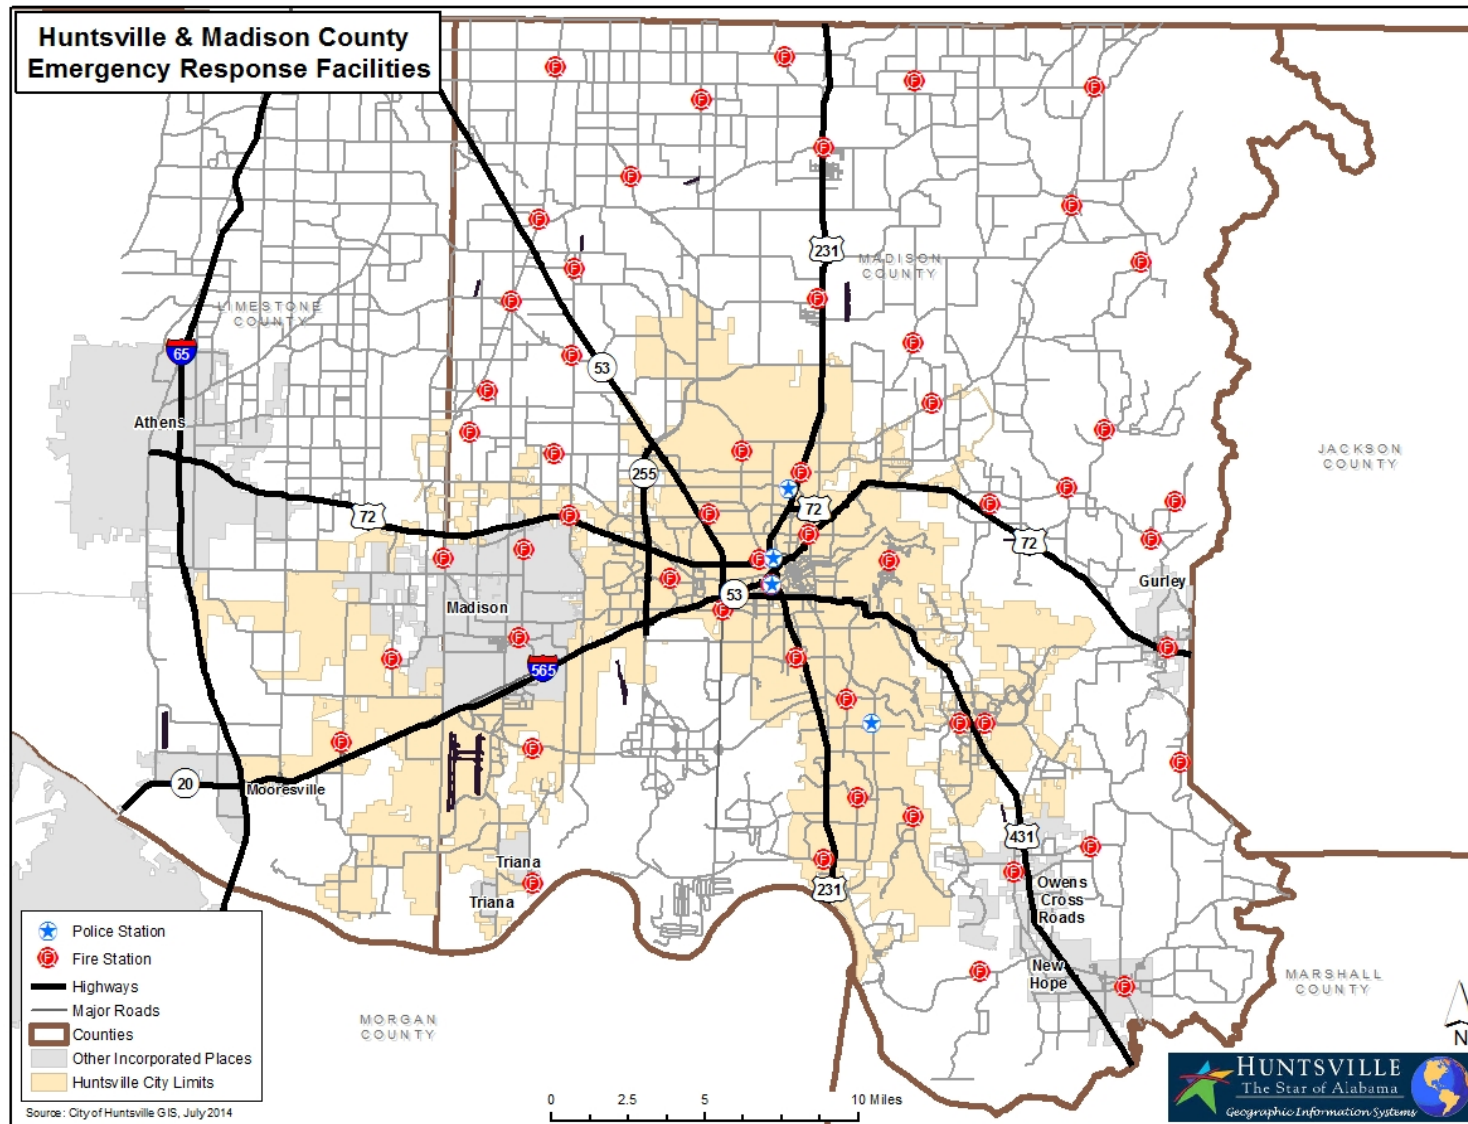 Huntsville & Madison County
Emergency Response Facilities
231
MADISON
COUNTY
LIMESTONE
COUNTY
65
53
Athens
JACKSON
COUNTY
255
72
72
72
Gurley
Madison
53
565
20
Mooresville
431
Triana
Triana
231
Owens
Cross
Roads
New
Hope
MARSHALL
COUNTY
MORGAN
COUNTY
N
Police Station
F Fire Station
Highways
Major Roads
Counties
Other Incorporated Places
Huntsville City Limits
Source: City of Huntsville GIS, July 2014
0 2.5 5 10 Miles
HUNTSVILLE
The Star of Alabama
Geographic Information Systems